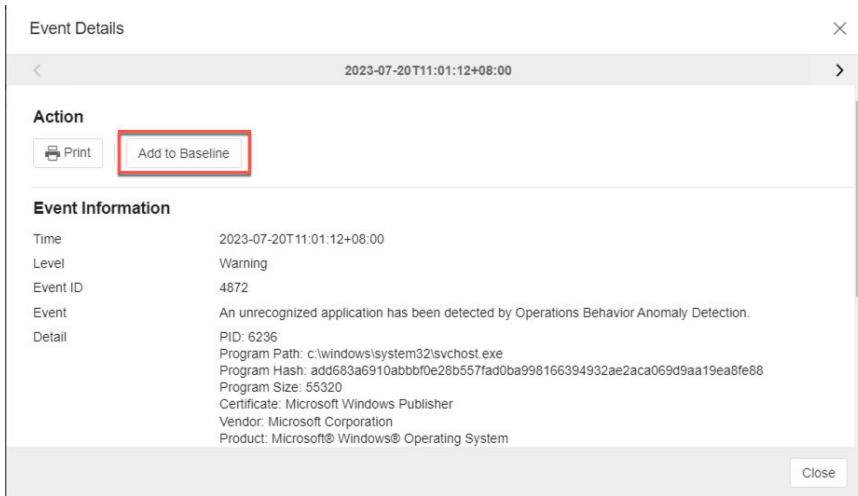 Event Details
2023-07-20T11:01:12+08:00
Action
Print
Add to Baseline
Event Information
Time 2023-07-20T11:01:12+08:00
Level Warning
Event ID 4872
Event An unrecognized application has been detected by Operations Behavior Anomaly Detection.
Detail PID: 6236
Program Path: c:\windows\system32\svchost.exe
Program Hash: add683a6910abbbf0e28b557fad0ba998166394932ae2aca069d9aa19ea8fe88
Program Size: 55320
Certificate: Microsoft Windows Publisher
Vendor: Microsoft Corporation
Product: Microsoft® Windows® Operating System
Close